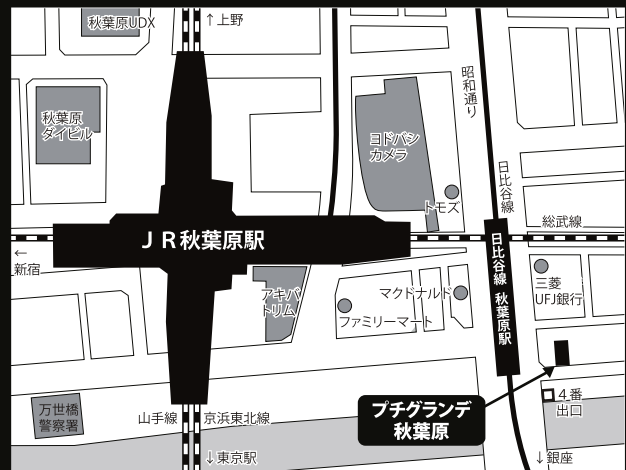 秋葉原UDX
↑上野
昭和通り
秋葉原
ダイビル
ヨドバシ
カメラ
日比谷線
トモズ
総武線
JR秋葉原駅
日比谷線 秋葉原駅
←
新宿
アキバ
トリム
マクドナルド
ファミリーマート
三菱
UFJ銀行
万世橋
警察署
山手線
京浜東北線
プチグランデ
秋葉原
4番
出口
↓東京駅
↓銀座